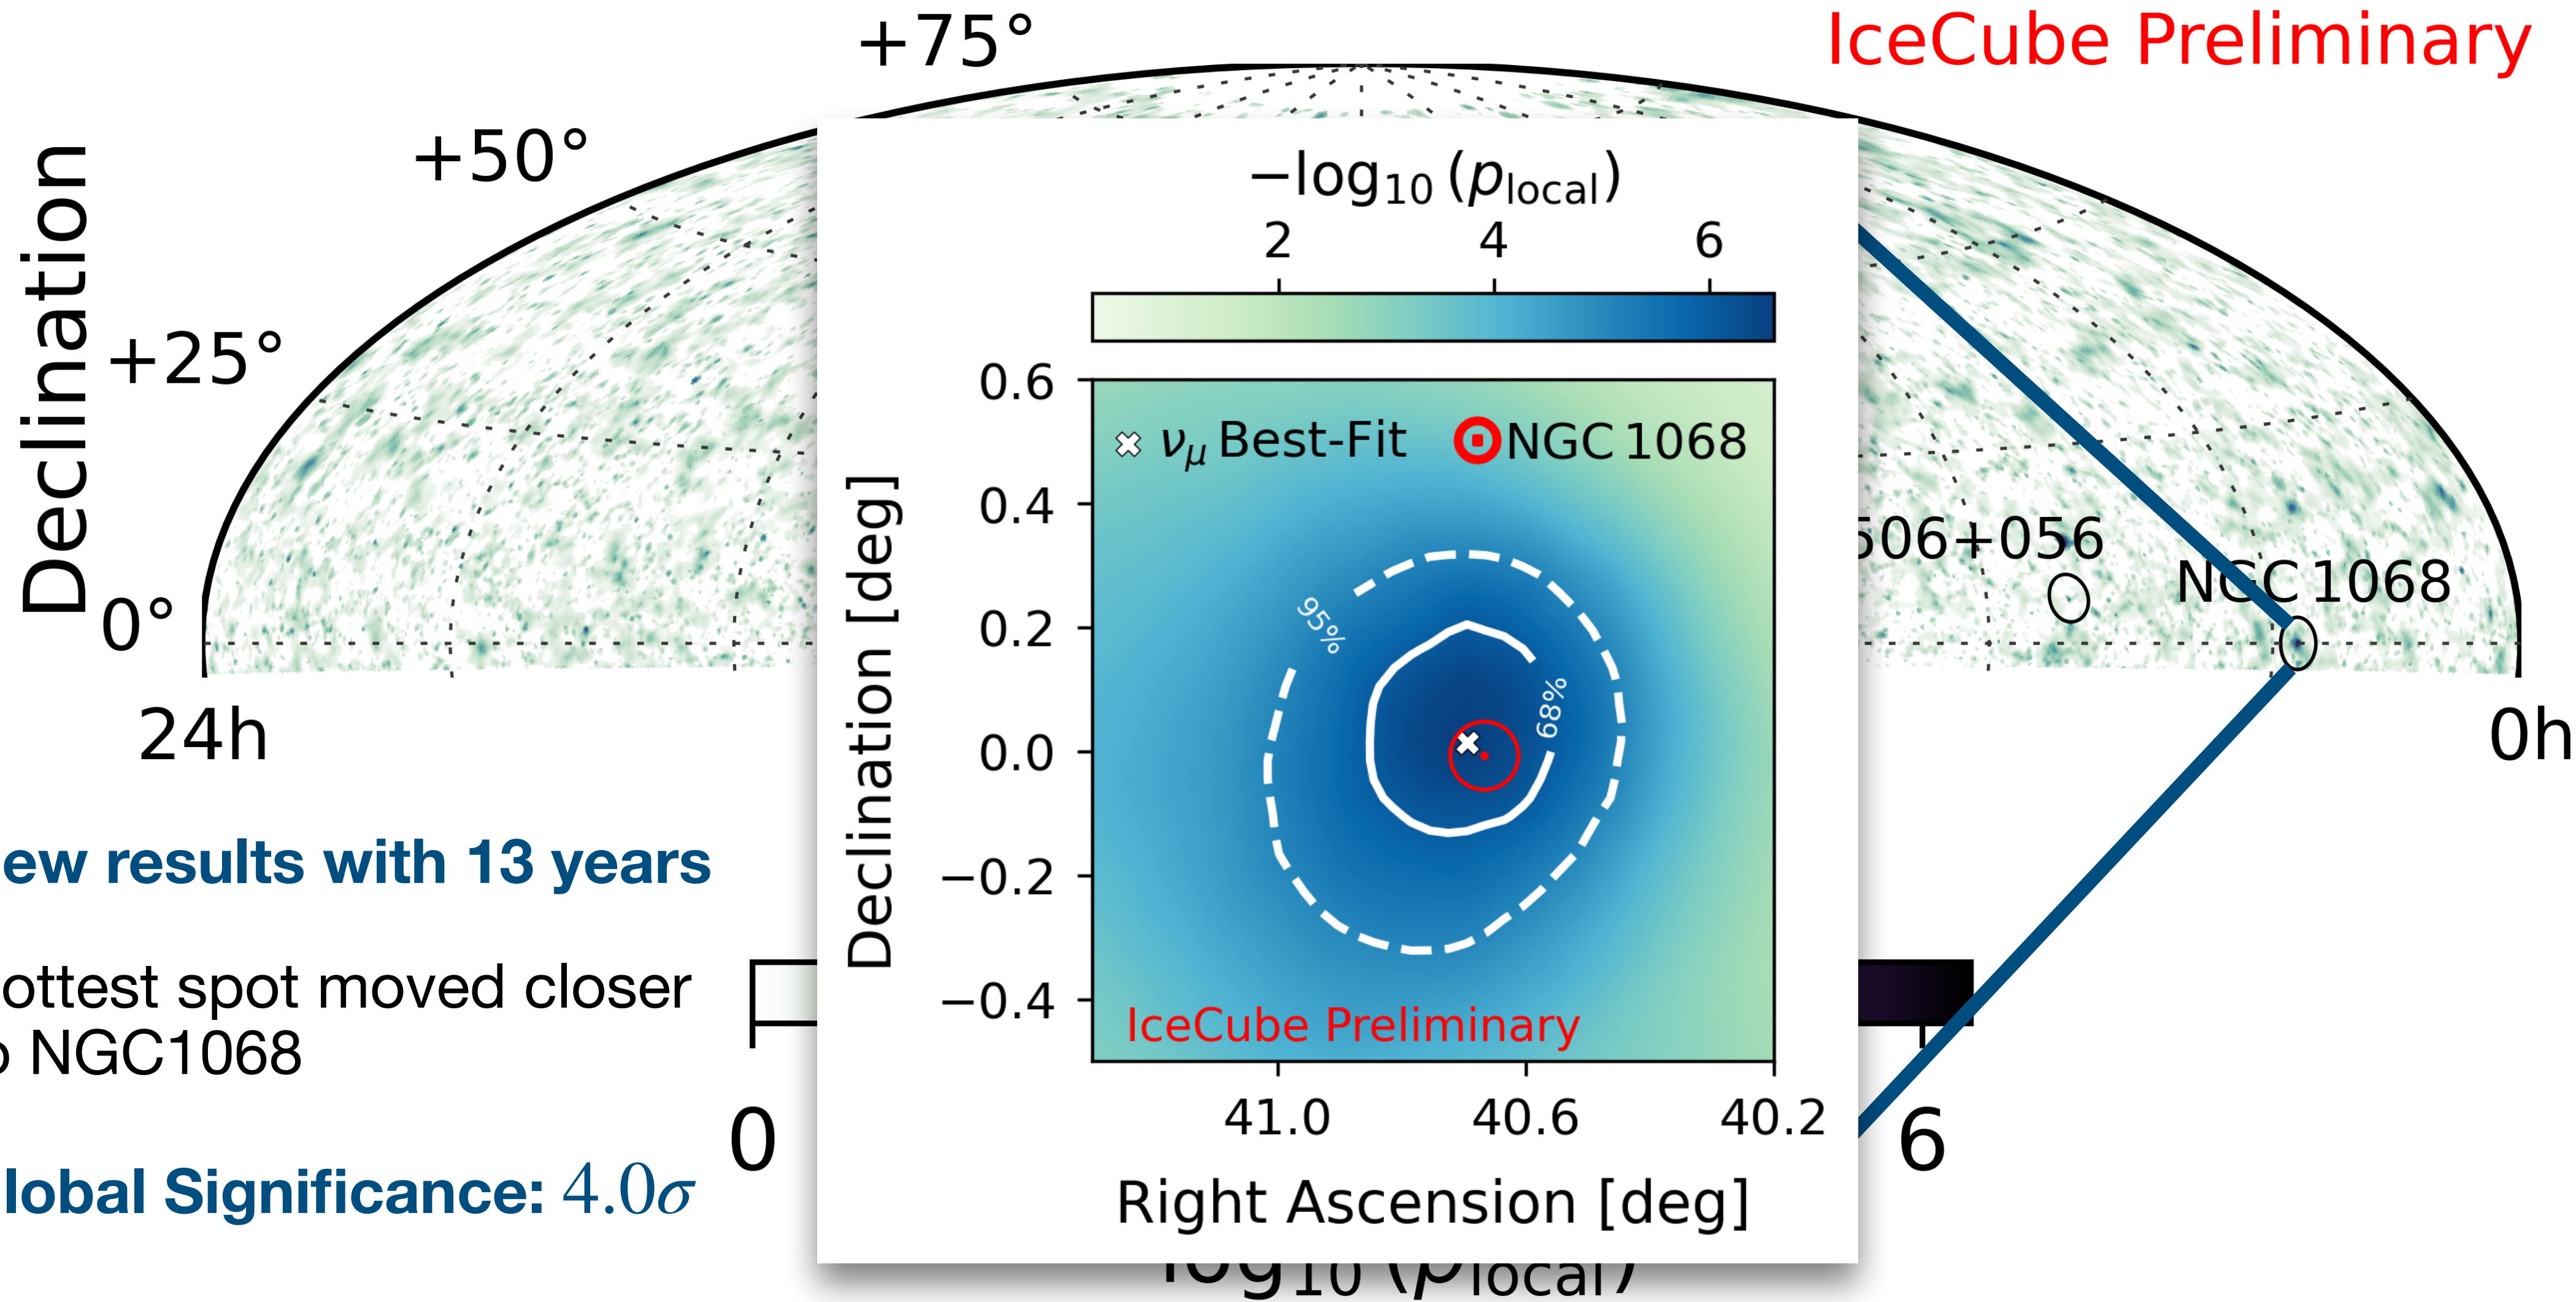 +75°
IceCube Preliminary
+50°
Declination
+25°
0°
24h
0h
506+056
NGC 1068
−log10 (plocal)
2 4 6
0.6
0.4
0.2
0.0
−0.2
−0.4
νμ Best-Fit NGC 1068
95%
68%
Declination [deg]
IceCube Preliminary
41.0 40.6 40.2
Right Ascension [deg]
results with 13 years
spot moved closer
NGC1068
Significance: 4.0σ
0
6
log10 (plocal)